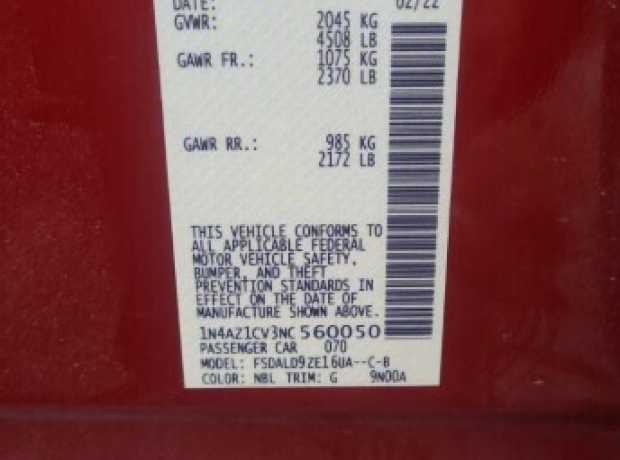 DATE: 02/22
GVWR: 2045 KG
4508 LB
GAWR FR.: 1075 KG
2370 LB
GAWR RR.: 985 KG
2172 LB
THIS VEHICLE CONFORMS TO
ALL APPLICABLE FEDERAL
MOTOR VEHICLE SAFETY,
BUMPER, AND THEFT
PREVENTION STANDARDS IN
EFFECT ON THE DATE OF
MANUFACTURE SHOWN ABOVE.
1N4AZ1CV3NC560050
PASSENGER CAR 070
MODEL: FSDALD9ZE16UA--C-B
COLOR: NBL TRIM: G 9N00A